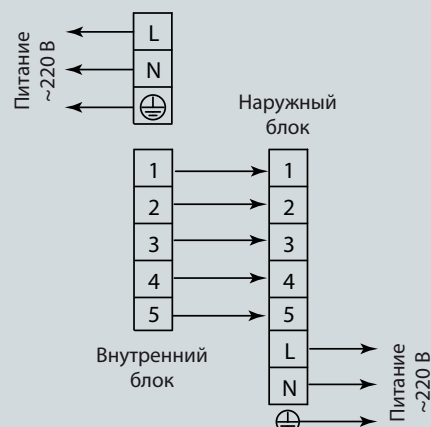 Питание
~220 В
L
N
Наружный
блок
1
2
3
4
5
1
2
3
4
5
L
N
Внутренний
блок
Питание
~220 В